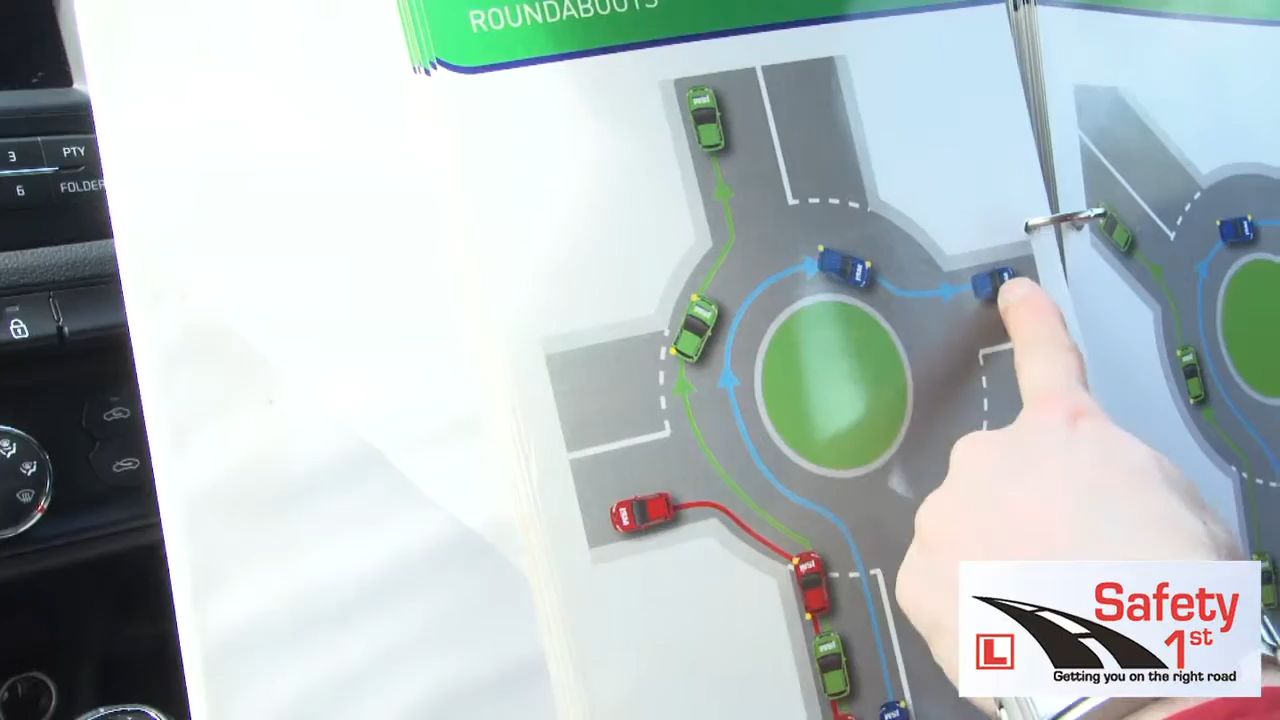 ROUNDABOUTS
3
PTY
6
FOLDER
Safety
1st
L
Getting you on the right road